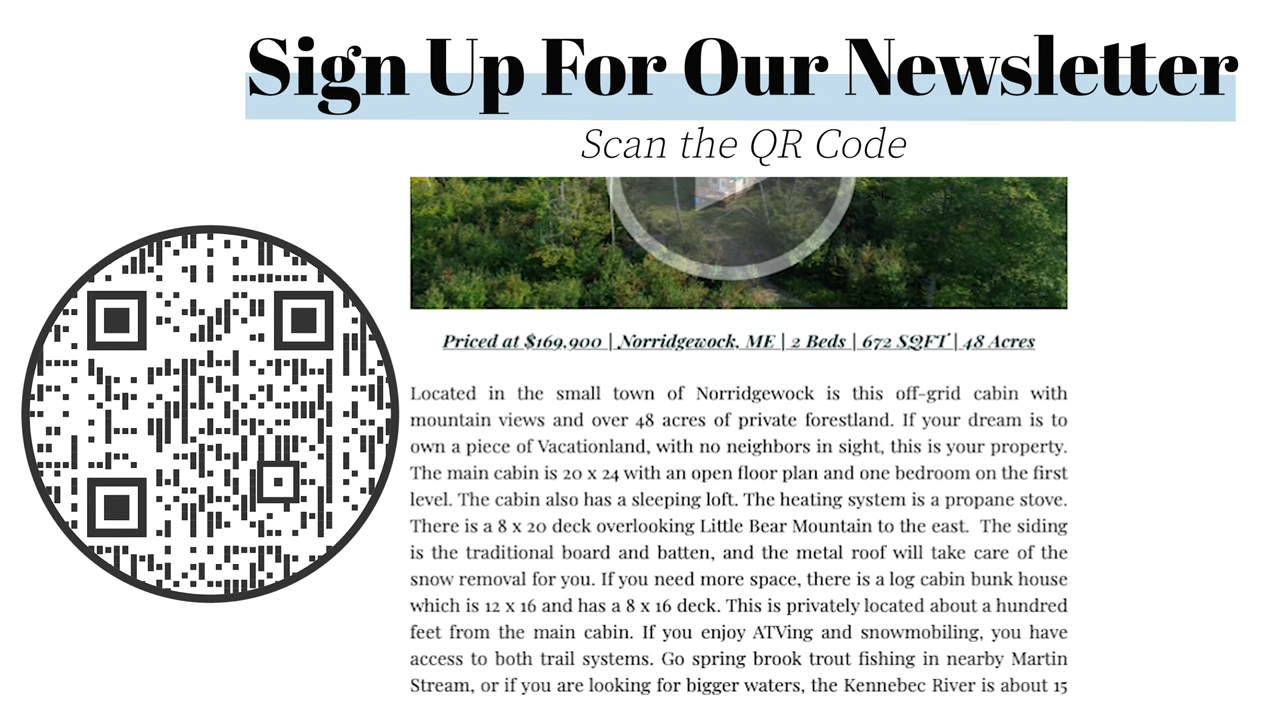 Sign Up For Our Newsletter
Scan the QR Code
Priced at $169,900 | Norridgewock, ME | 2 Beds | 672 SQFT | 48 Acres
Located in the small town of Norridgewock is this off-grid cabin with
mountain views and over 48 acres of private forestland. If your dream is to
own a piece of Vacationland, with no neighbors in sight, this is your property.
The main cabin is 20 x 24 with an open floor plan and one bedroom on the first
level. The cabin also has a sleeping loft. The heating system is a propane stove.
There is a 8 x 20 deck overlooking Little Bear Mountain to the east. The siding
is the traditional board and batten, and the metal roof will take care of the
snow removal for you. If you need more space, there is a log cabin bunk house
which is 12 x 16 and has a 8 x 16 deck. This is privately located about a hundred
feet from the main cabin. If you enjoy ATVing and snowmobiling, you have
access to both trail systems. Go spring brook trout fishing in nearby Martin
Stream, or if you are looking for bigger waters, the Kennebec River is about 15